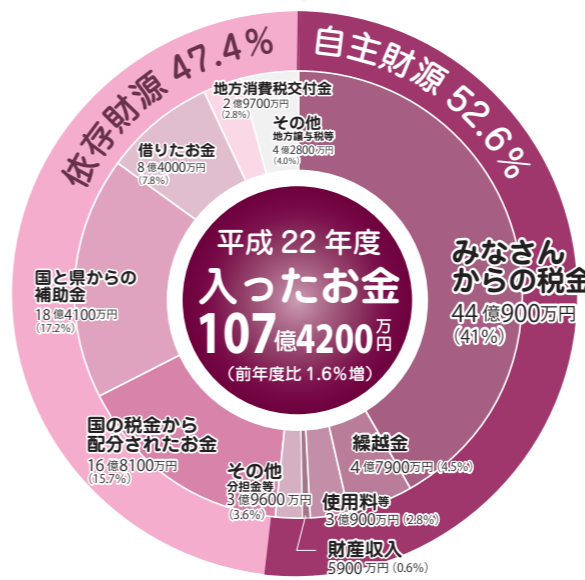 依存財源 47.4%
自主財源 52.6%
地方消費税交付金
2億9700万円
(2.8%)
その他
地方譲与税等
4億2800万円
(4.0%)
借りたお金
8億4000万円
(7.8%)
国と県からの
補助金
18億4100万円
(17.2%)
国の税金から
配分されたお金
16億8100万円
(15.7%)
その他
分担金等
3億9600万円
(3.6%)
平成22年度
入ったお金
107億4200万円
(前年度比1.6%増)
みなさん
からの税金
44億900万円
(41%)
繰越金
4億7900万円(4.5%)
使用料等
3億900万円(2.8%)
財産収入
5900万円(0.6%)